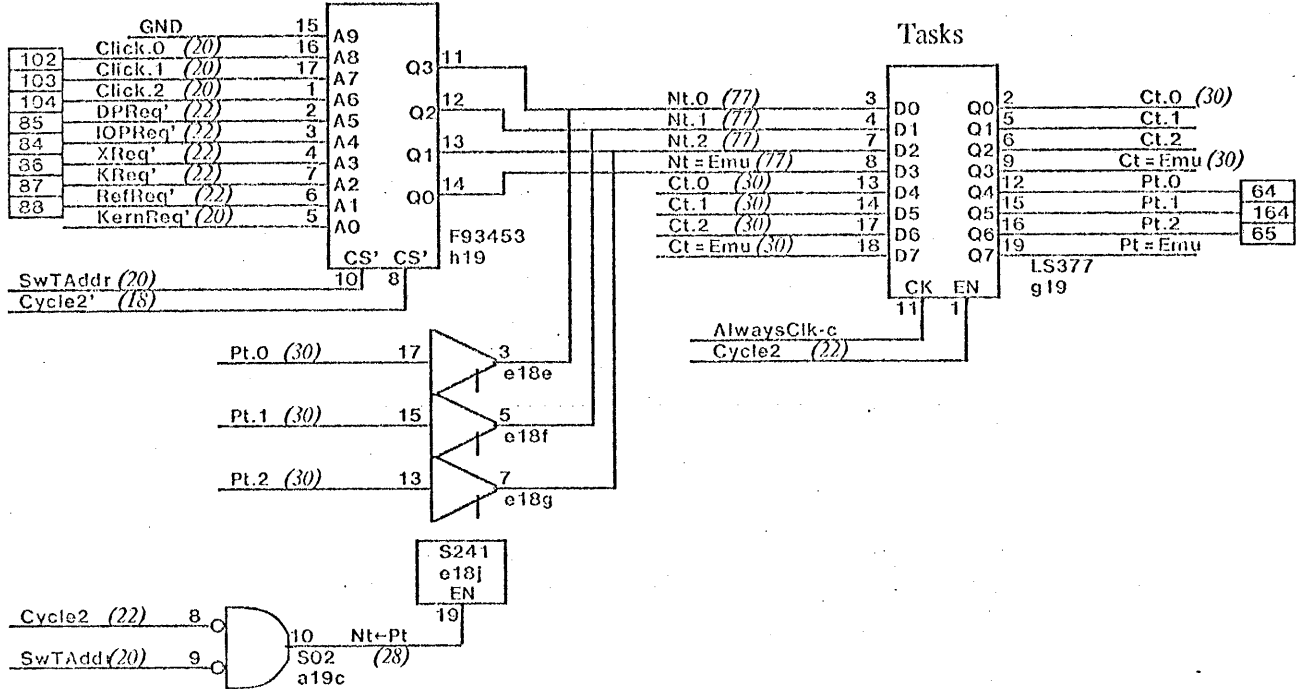 Tasks
GND 15 A9
102 Click.0 (20) 16 A8
103 Click.1 (20) 17 A7
104 Click.2 (20) 1 A6
85 DPReq' (22) 2 A5
84 IOPReq' (22) 3 A4
86 XReq' (22) 4 A3
87 KReq' (22) 7 A2
88 RefReq' (22) 6 A1
KernReq' (20) 5 A0
Q3 11
Q2 12
Q1 13
Q0 14
F93453
h19
CS' CS'
10 8
SwTAddr (20)
Cycle2' (18)
Nt.0 (77) 3 D0 Q0 2 Ct.0 (30)
Nt.1 (77) 4 D1 Q1 5 Ct.1
Nt.2 (77) 7 D2 Q2 6 Ct.2
Nt=Emu (77) 8 D3 Q3 9 Ct=Emu (30)
Ct.0 (30) 13 D4 Q4 12 Pt.0 64
Ct.1 (30) 14 D5 Q5 15 Pt.1 164
Ct.2 (30) 17 D6 Q6 16 Pt.2 65
Ct=Emu (30) 18 D7 Q7 19 Pt=Emu
LS377
g19
CK EN
11 1
AlwaysClk-c
Cycle2 (22)
Pt.0 (30) 17 3
e18e
Pt.1 (30) 15 5
e18f
Pt.2 (30) 13 7
e18g
S241
e18j
EN
19
Cycle2 (22) 8
10 Nt←Pt
(28)
SwTAddr (20) 9
S02
a19c